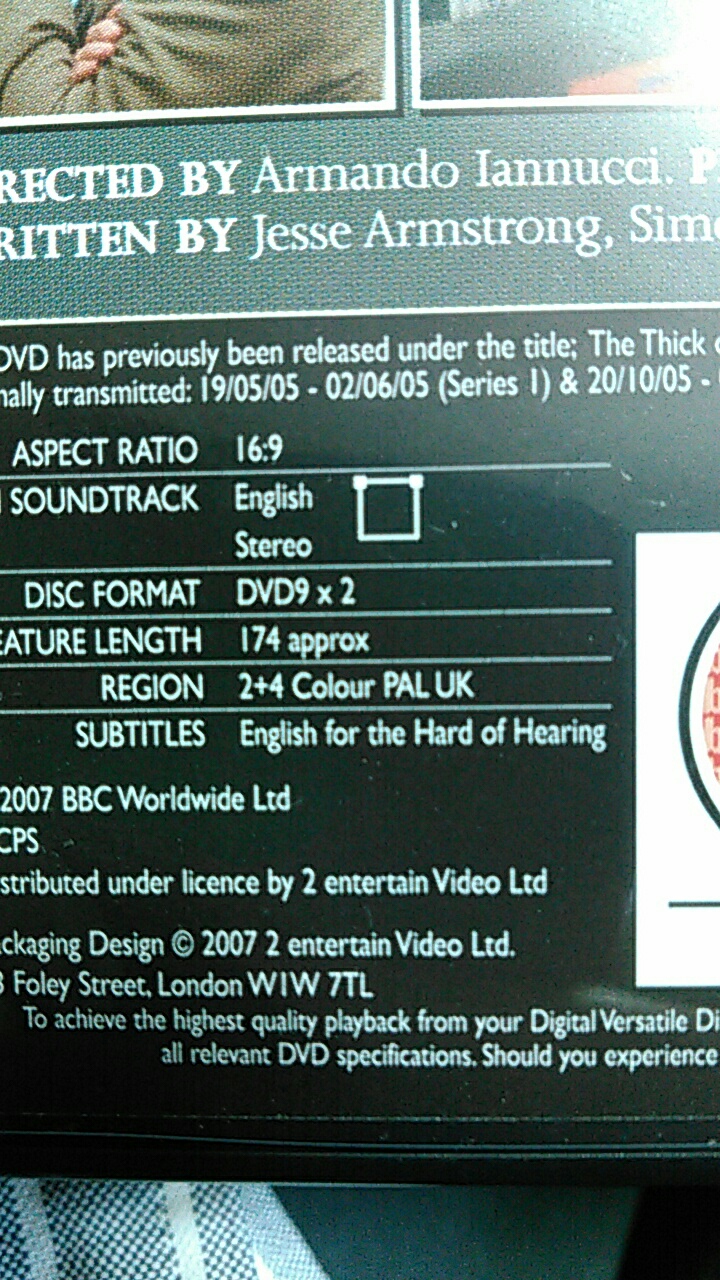 RECTED BY Armando Iannucci. P
RITTEN BY Jesse Armstrong, Sim
DVD has previously been released under the title; The Thick
nally transmitted: 19/05/05 - 02/06/05 (Series 1) & 20/10/05 -
ASPECT RATIO 16:9
SOUNDTRACK English
Stereo
DISC FORMAT DVD9 x 2
EATURE LENGTH 174 approx
REGION 2+4 Colour PAL UK
SUBTITLES English for the Hard of Hearing
2007 BBC Worldwide Ltd
CPS
stributed under licence by 2 entertain Video Ltd
ckaging Design © 2007 2 entertain Video Ltd.
Foley Street, London W1W 7TL
To achieve the highest quality playback from your Digital Versatile Di
all relevant DVD specifications. Should you experience